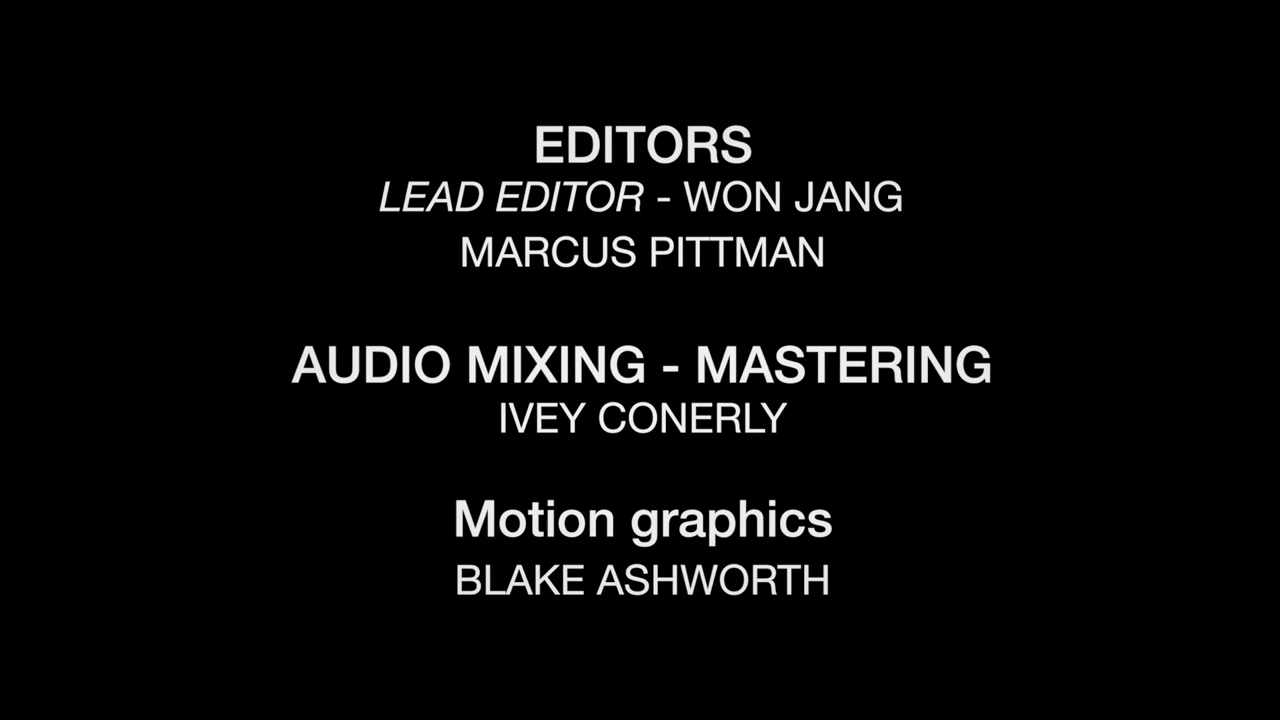 EDITORS
LEAD EDITOR - WON JANG
MARCUS PITTMAN
AUDIO MIXING - MASTERING
IVEY CONERLY
Motion graphics
BLAKE ASHWORTH